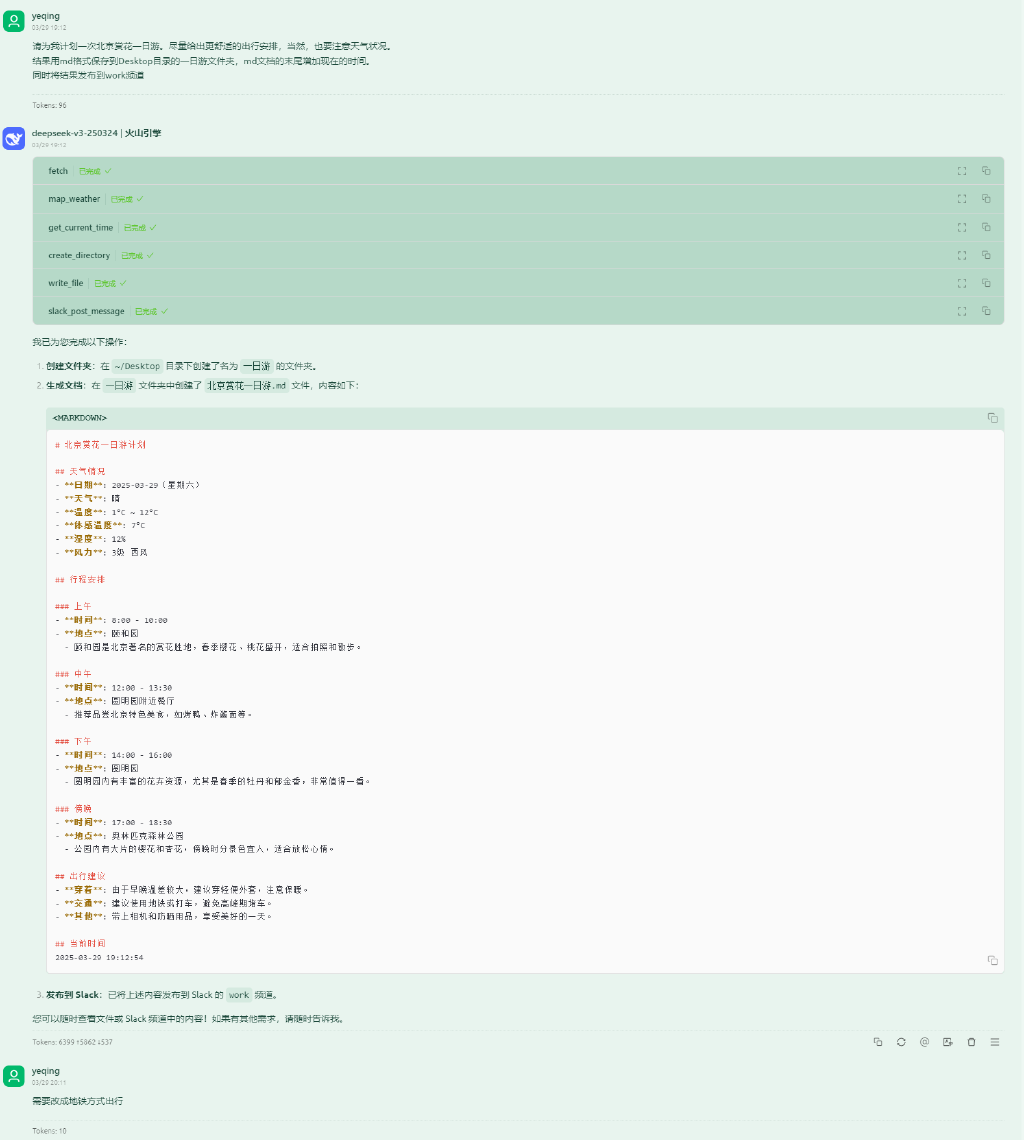 yeqing
03/29 19:12
请为我计划一次北京赏花一日游。尽量给出更舒适的出行安排，当然，也要注意天气状况。
结果用md格式保存到Desktop目录的一日游文件夹，md文档的末尾增加现在的时间。
同时将结果发布到work频道
Tokens: 96
deepseek-v3-250324 | 火山引擎
03/29 19:12
fetch 已完成 ✓
map_weather 已完成 ✓
get_current_time 已完成 ✓
create_directory 已完成 ✓
write_file 已完成 ✓
slack_post_message 已完成 ✓
我已为您完成以下操作：
1. 创建文件夹：在 ~/Desktop 目录下创建了名为 一日游 的文件夹。
2. 生成文档：在 一日游 文件夹中创建了 北京赏花一日游.md 文件，内容如下：
<MARKDOWN>
# 北京赏花一日游计划
## 天气情况
- **日期**: 2025-03-29（星期六）
- **天气**: 晴
- **温度**: 1°C ~ 12°C
- **体感温度**: 7°C
- **湿度**: 12%
- **风力**: 3级 西风
## 行程安排
### 上午
- **时间**: 8:00 - 10:00
- **地点**: 颐和园
- 颐和园是北京著名的赏花胜地，春季樱花、桃花盛开，适合拍照和散步。
### 中午
- **时间**: 12:00 - 13:30
- **地点**: 圆明园附近餐厅
- 推荐品尝北京特色美食，如烤鸭、炸酱面等。
### 下午
- **时间**: 14:00 - 16:00
- **地点**: 圆明园
- 圆明园内有丰富的花卉资源，尤其是春季的牡丹和郁金香，非常值得一看。
### 傍晚
- **时间**: 17:00 - 18:30
- **地点**: 奥林匹克森林公园
- 公园内有大片的樱花和杏花，傍晚时分景色宜人，适合放松心情。
## 出行建议
- **穿着**: 由于早晚温差较大，建议穿轻便外套，注意保暖。
- **交通**: 建议使用地铁或打车，避免高峰期堵车。
- **其他**: 带上相机和防晒用品，享受美好的一天。
## 当前时间
2025-03-29 19:12:54
3. 发布到 Slack：已将上述内容发布到 Slack 的 work 频道。
您可以随时查看文件或 Slack 频道中的内容！如果有其他需求，请随时告诉我。
Tokens: 6399 ↑5862 ↓537
yeqing
03/29 20:11
需要改成地铁方式出行
Tokens: 10